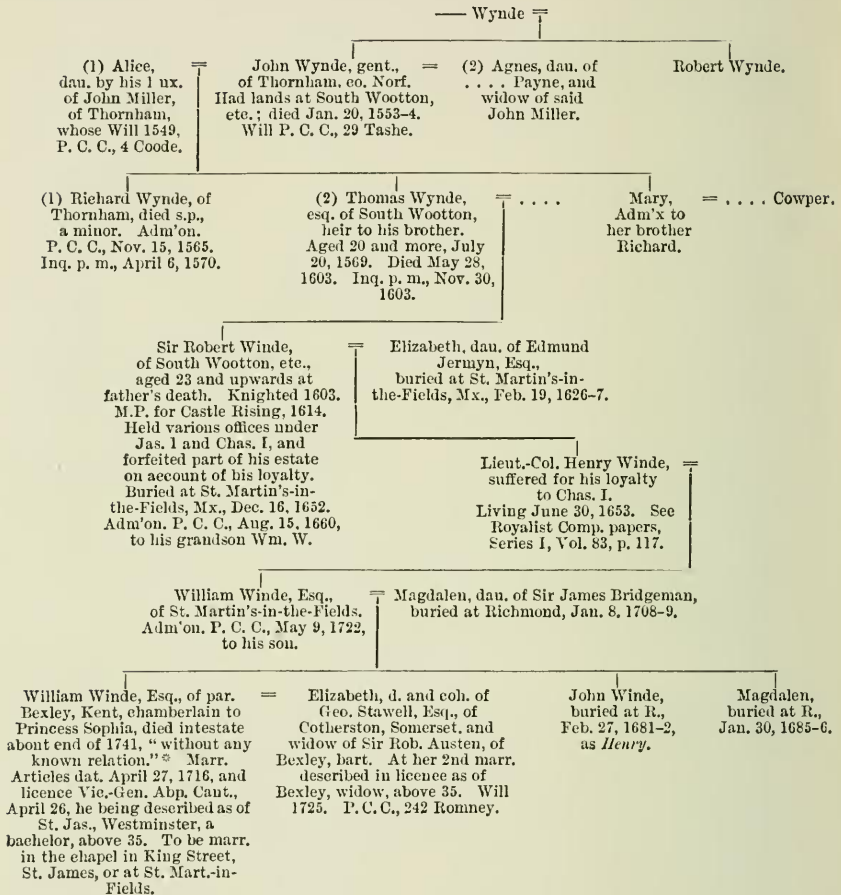 — Wynde
(1) Alice,
dau. by his 1 ux.
of John Miller,
of Thornham,
whose Will 1549,
P. C. C., 4 Coode.
=
John Wynde, gent.,
of Thornham, co. Norf.
Had lands at South Wootton,
etc.; died Jan. 20, 1553-4.
Will P. C. C., 29 Tashe.
=
(2) Agnes, dau. of
. . . . Payne, and
widow of said
John Miller.
Robert Wynde.
(1) Richard Wynde, of
Thornham, died s.p.,
a minor. Adm'on.
P. C. C., Nov. 15, 1565.
Inq. p. m., April 6, 1570.
(2) Thomas Wynde,
esq. of South Wootton,
heir to his brother.
Aged 20 and more, July
20, 1569. Died May 28,
1603. Inq. p. m., Nov. 30,
1603.
= . . . .
Mary,
Adm'x to
her brother
Richard.
= . . . . Cowper.
Sir Robert Winde,
of South Wootton, etc.,
aged 23 and upwards at
father's death. Knighted 1603.
M.P. for Castle Rising, 1614.
Held various offices under
Jas. 1 and Chas. I, and
forfeited part of his estate
on account of his loyalty.
Buried at St. Martin's-in-
the-Fields, Mx., Dec. 16, 1652.
Adm'on. P. C. C., Aug. 15, 1660,
to his grandson Wm. W.
=
Elizabeth, dau. of Edmund
Jermyn, Esq.,
buried at St. Martin's-in-
the-Fields, Mx., Feb. 19, 1626-7.
Lieut.-Col. Henry Winde, =
suffered for his loyalty
to Chas. I.
Living June 30, 1653. See
Royalist Comp. papers,
Series I, Vol. 83, p. 117.
William Winde, Esq.,
of St. Martin's-in-the-Fields.
Adm'on. P. C. C., May 9, 1722,
to his son.
=
Magdalen, dau. of Sir James Bridgeman,
buried at Richmond, Jan. 8, 1708-9.
William Winde, Esq., of par.
Bexley, Kent, chamberlain to
Princess Sophia, died intestate
about end of 1741, "without any
known relation."* Marr.
Articles dat. April 27, 1716, and
licence Vic.-Gen. Abp. Cant.,
April 26, he being described as of
St. Jas., Westminster, a
bachelor, above 35. To be marr.
in the chapel in King Street,
St. James, or at St. Mart.-in-
Fields.
=
Elizabeth, d. and coh. of
Geo. Stawell, Esq., of
Cotherston, Somerset, and
widow of Sir Rob. Austen, of
Bexley, bart. At her 2nd marr.
described in licence as of
Bexley, widow, above 35. Will
1725. P. C. C., 242 Romney.
John Winde,
buried at R.,
Feb. 27, 1681-2,
as Henry.
Magdalen,
buried at R.,
Jan. 30, 1685-6.